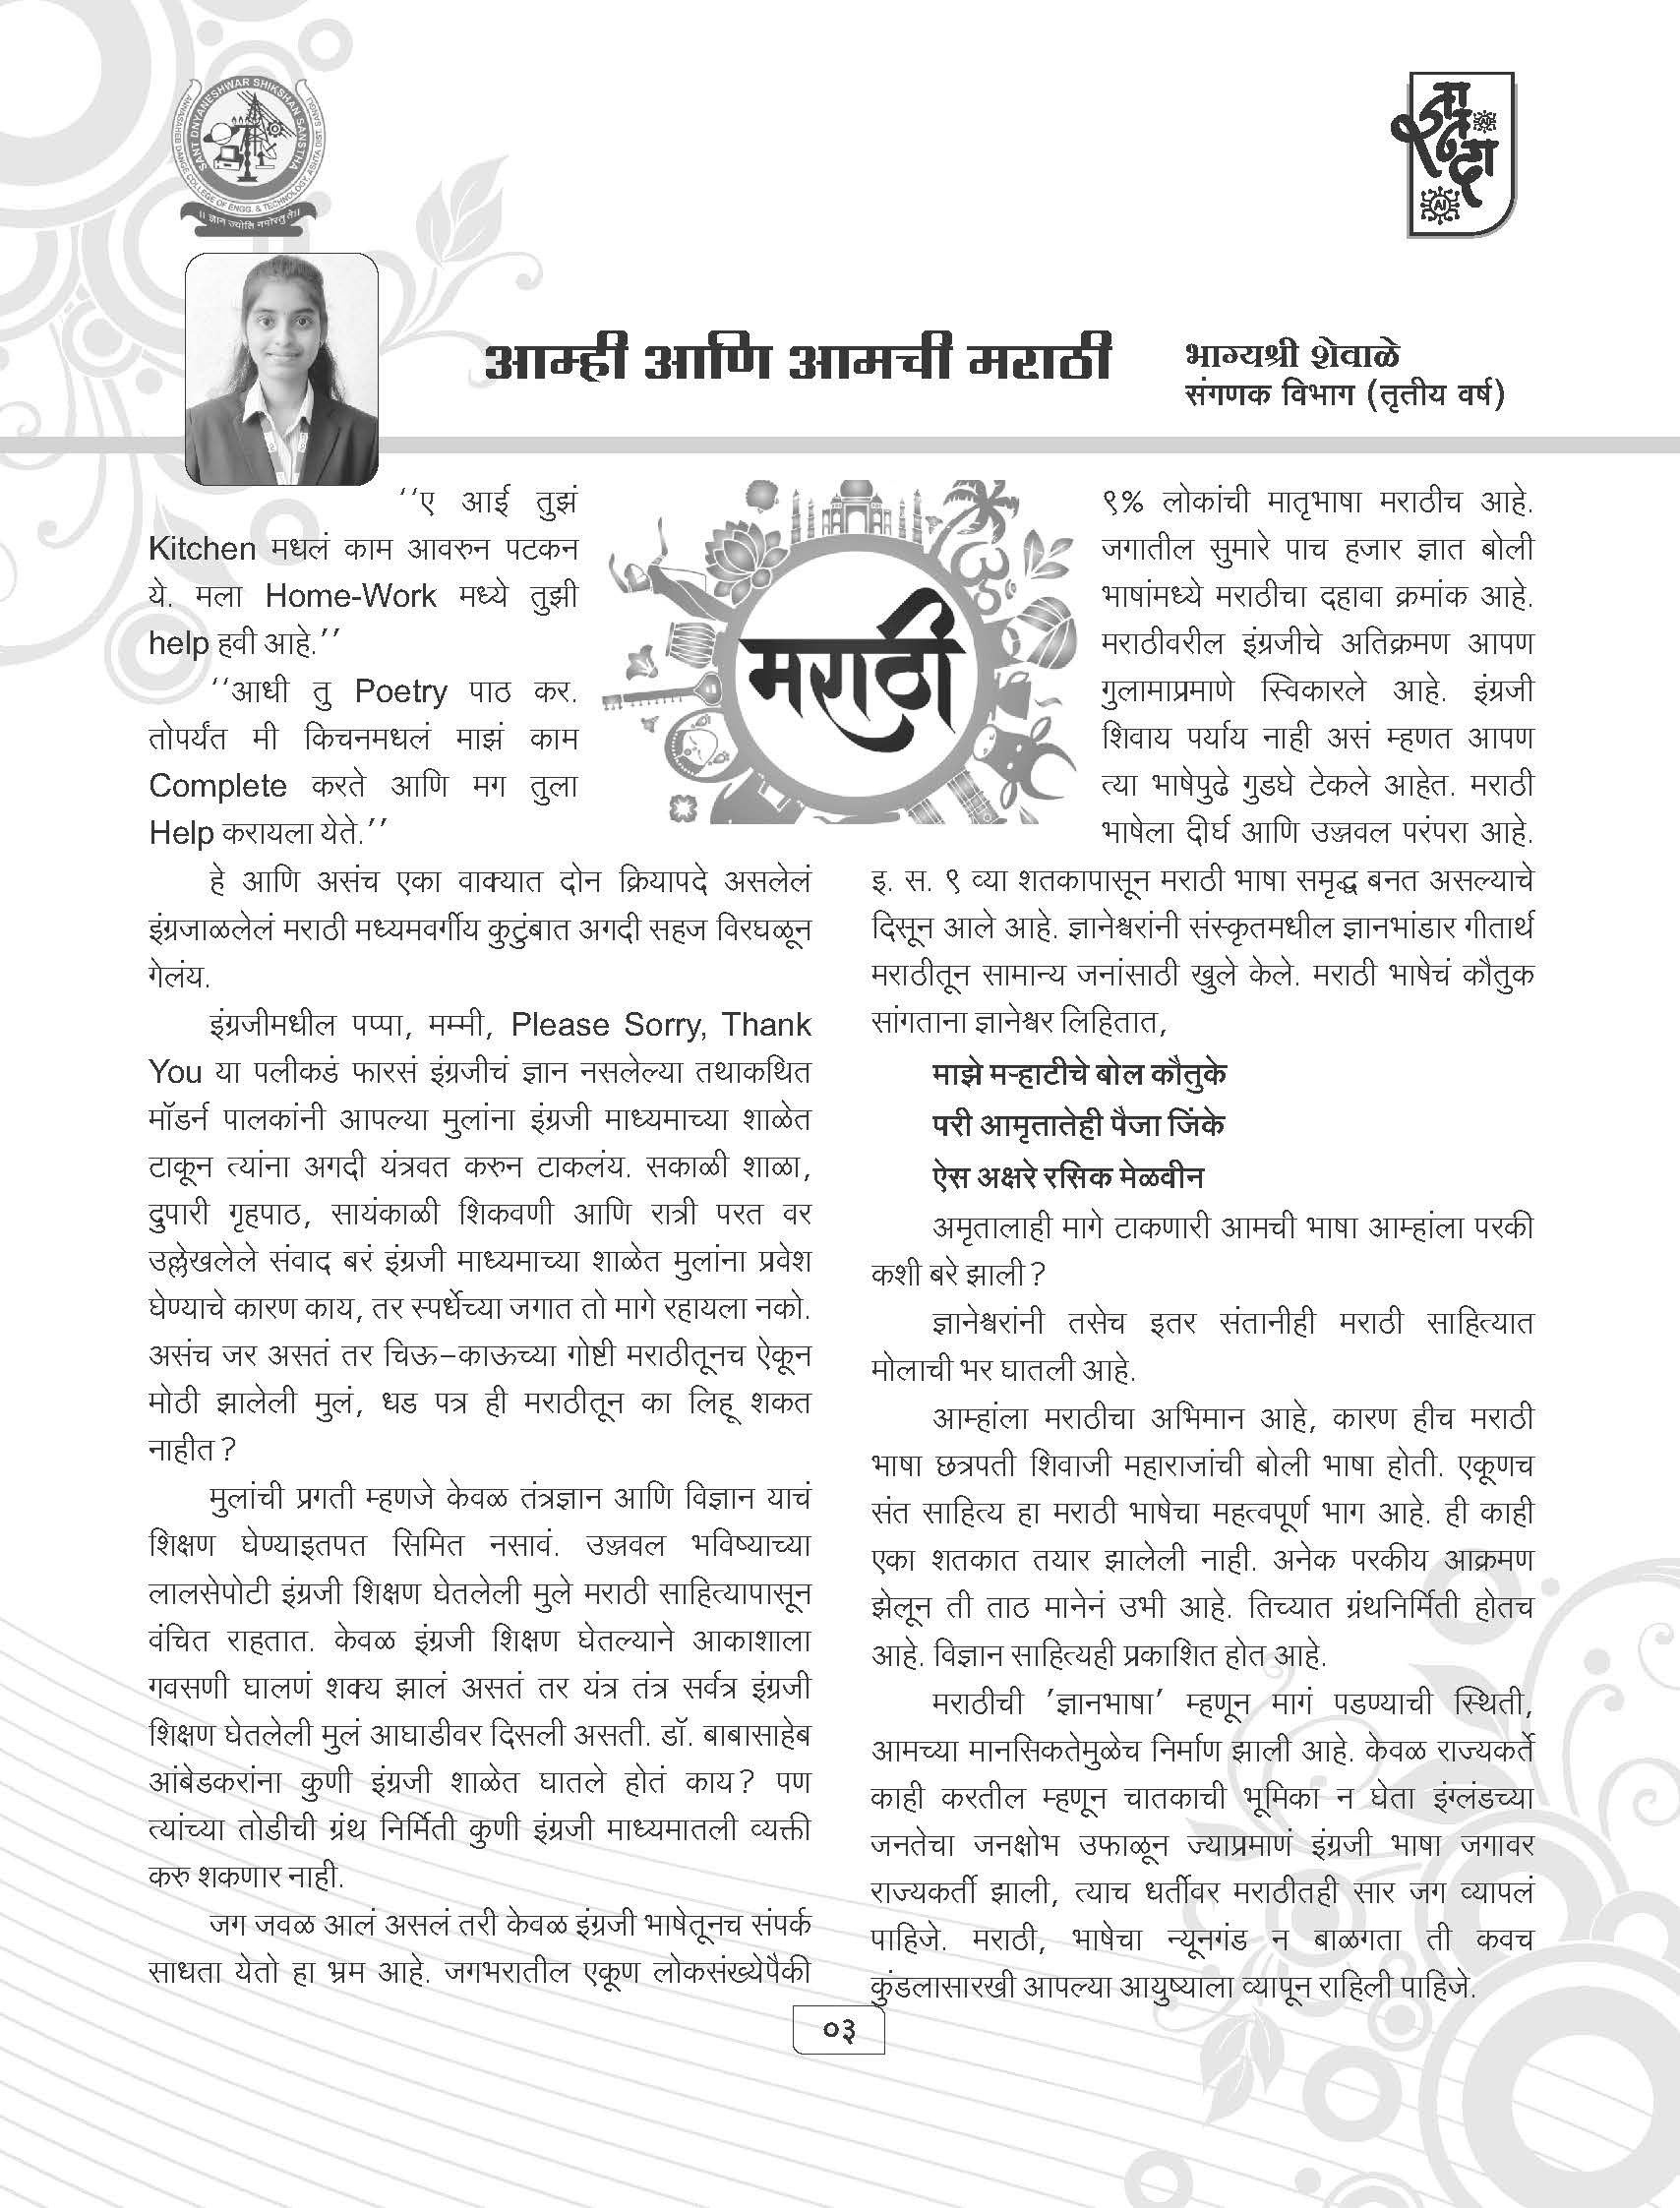 SANT DNYANESHWAR SHIKSHAN SANSTHA
ANNASAHEB DANGE COLLEGE OF ENGG. & TECHNOLOGY, ASHTA DIST. SANGLI
AI
AI
आम्ही आणि आमची मराठी
भाग्यश्री शेवाळे
संगणक विभाग (तृतीय वर्ष)
‘‘ए आई तुझं
Kitchen मधलं काम आवरुन पटकन
ये. मला Home-Work मध्ये तुझी
help हवी आहे.’’
‘‘आधी तु Poetry पाठ कर.
तोपर्यंत मी किचनमधलं माझं काम
Complete करते आणि मग तुला
Help करायला येते.’’
हे आणि असंच एका वाक्यात दोन क्रियापदे असलेलं
इंग्रजाळलेलं मराठी मध्यमवर्गीय कुटुंबात अगदी सहज विरघळून
गेलंय.
इंग्रजीमधील पप्पा, मम्मी, Please Sorry, Thank
You या पलीकडं फारसं इंग्रजीचं ज्ञान नसलेल्या तथाकथित
मॉडर्न पालकांनी आपल्या मुलांना इंग्रजी माध्यमाच्या शाळेत
टाकून त्यांना अगदी यंत्रवत करुन टाकलंय. सकाळी शाळा,
दुपारी गृहपाठ, सायंकाळी शिकवणी आणि रात्री परत वर
उल्लेखलेले संवाद बरं इंग्रजी माध्यमाच्या शाळेत मुलांना प्रवेश
घेण्याचे कारण काय, तर स्पर्धेच्या जगात तो मागे रहायला नको.
असंच जर असतं तर चिऊ-काऊच्या गोष्टी मराठीतूनच ऐकून
मोठी झालेली मुलं, धड पत्र ही मराठीतून का लिहू शकत
नाहीत?
मुलांची प्रगती म्हणजे केवळ तंत्रज्ञान आणि विज्ञान याचं
शिक्षण घेण्याइतपत सिमित नसावं. उज्ज्वल भविष्याच्या
लालसेपोटी इंग्रजी शिक्षण घेतलेली मुले मराठी साहित्यापासून
वंचित राहतात. केवळ इंग्रजी शिक्षण घेतल्याने आकाशाला
गवसणी घालणं शक्य झालं असतं तर यंत्र तंत्र सर्वत्र इंग्रजी
शिक्षण घेतलेली मुलं आघाडीवर दिसली असती. डॉ. बाबासाहेब
आंबेडकरांना कुणी इंग्रजी शाळेत घातले होतं काय? पण
त्यांच्या तोडीची ग्रंथ निर्मिती कुणी इंग्रजी माध्यमातली व्यक्ती
करु शकणार नाही.
जग जवळ आलं असलं तरी केवळ इंग्रजी भाषेतूनच संपर्क
साधता येतो हा भ्रम आहे. जगभरातील एकूण लोकसंख्येपैकी
मराठी
९% लोकांची मातृभाषा मराठीच आहे.
जगातील सुमारे पाच हजार ज्ञात बोली
भाषांमध्ये मराठीचा दहावा क्रमांक आहे.
मराठीवरील इंग्रजीचे अतिक्रमण आपण
गुलामाप्रमाणे स्विकारले आहे. इंग्रजी
शिवाय पर्याय नाही असं म्हणत आपण
त्या भाषेपुढे गुडघे टेकले आहेत. मराठी
भाषेला दीर्घ आणि उज्ज्वल परंपरा आहे.
इ. स. ९ व्या शतकापासून मराठी भाषा समृद्ध बनत असल्याचे
दिसून आले आहे. ज्ञानेश्वरांनी संस्कृतमधील ज्ञानभांडार गीतार्थ
मराठीतून सामान्य जनांसाठी खुले केले. मराठी भाषेचं कौतुक
सांगताना ज्ञानेश्वर लिहितात,
माझे मऱ्हाटीचे बोल कौतुके
परी आमृतातेही पैजा जिंके
ऐस अक्षरे रसिक मेळवीन
अमृतालाही मागे टाकणारी आमची भाषा आम्हांला परकी
कशी बरे झाली?
ज्ञानेश्वरांनी तसेच इतर संतानीही मराठी साहित्यात
मोलाची भर घातली आहे.
आम्हांला मराठीचा अभिमान आहे, कारण हीच मराठी
भाषा छत्रपती शिवाजी महाराजांची बोली भाषा होती. एकूणच
संत साहित्य हा मराठी भाषेचा महत्वपूर्ण भाग आहे. ही काही
एका शतकात तयार झालेली नाही. अनेक परकीय आक्रमण
झेलून ती ताठ मानेनं उभी आहे. तिच्यात ग्रंथनिर्मिती होतच
आहे. विज्ञान साहित्यही प्रकाशित होत आहे.
मराठीची ’ज्ञानभाषा’ म्हणून मागं पडण्याची स्थिती,
आमच्या मानसिकतेमुळेच निर्माण झाली आहे. केवळ राज्यकर्ते
काही करतील म्हणून चातकाची भूमिका न घेता इंग्लंडच्या
जनतेचा जनक्षोभ उफाळून ज्याप्रमाणं इंग्रजी भाषा जगावर
राज्यकर्ती झाली, त्याच धर्तीवर मराठीतही सार जग व्यापलं
पाहिजे. मराठी, भाषेचा न्यूनगंड न बाळगता ती कवच
कुंडलासारखी आपल्या आयुष्याला व्यापून राहिली पाहिजे.
०३